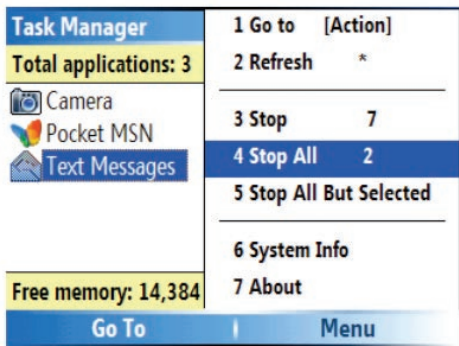 Task Manager
Total applications: 3
Camera
Pocket MSN
Text Messages
Free memory: 14,384
1 Go to [Action]
2 Refresh *
3 Stop 7
4 Stop All 2
5 Stop All But Selected
6 System Info
7 About
Go To Menu